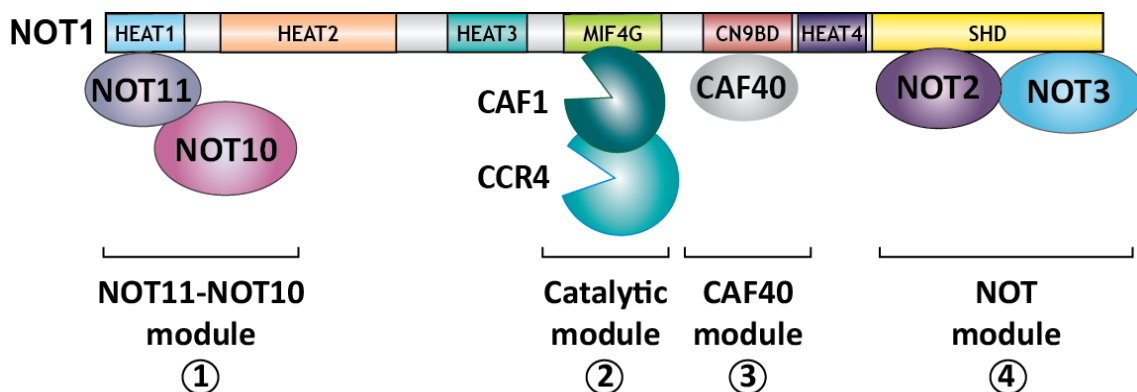 NOT1 HEAT1 HEAT2 HEAT3 MIF4G CN9BD HEAT4 SHD
NOT11 CAF40 NOT2 NOT3
CAF1
NOT10
CCR4
NOT11-NOT10 Catalytic CAF40 NOT
module module module module
① ② ③ ④